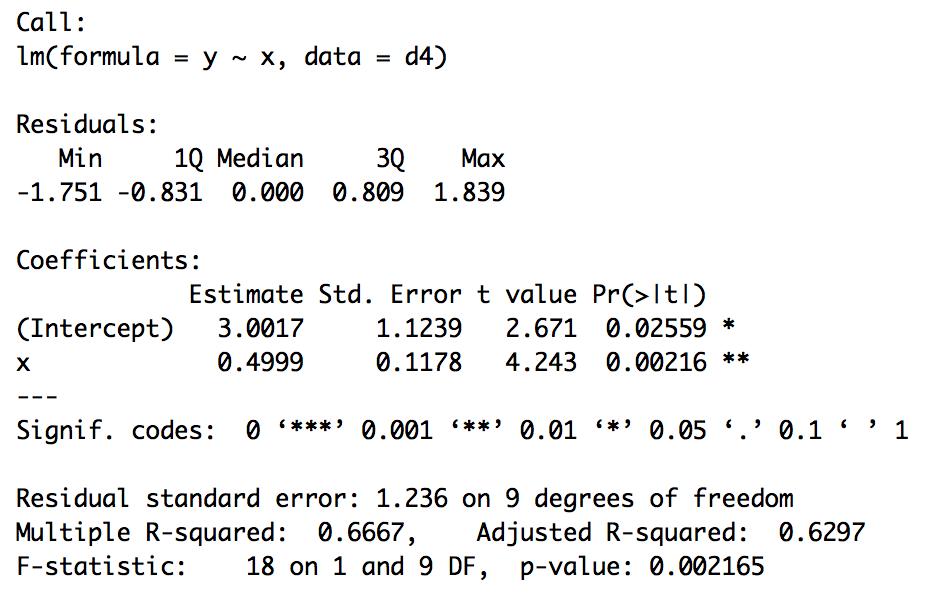 Call:
lm(formula = y ~ x, data = d4)
Residuals:
Min 1Q Median 3Q Max
-1.751 -0.831 0.000 0.809 1.839
Coefficients:
Estimate Std. Error t value Pr(>|t|)
(Intercept) 3.0017 1.1239 2.671 0.02559 *
x 0.4999 0.1178 4.243 0.00216 **
---
Signif. codes: 0 ‘***’ 0.001 ‘**’ 0.01 ‘*’ 0.05 ‘.’ 0.1 ‘ ’ 1
Residual standard error: 1.236 on 9 degrees of freedom
Multiple R-squared: 0.6667, Adjusted R-squared: 0.6297
F-statistic: 18 on 1 and 9 DF, p-value: 0.002165